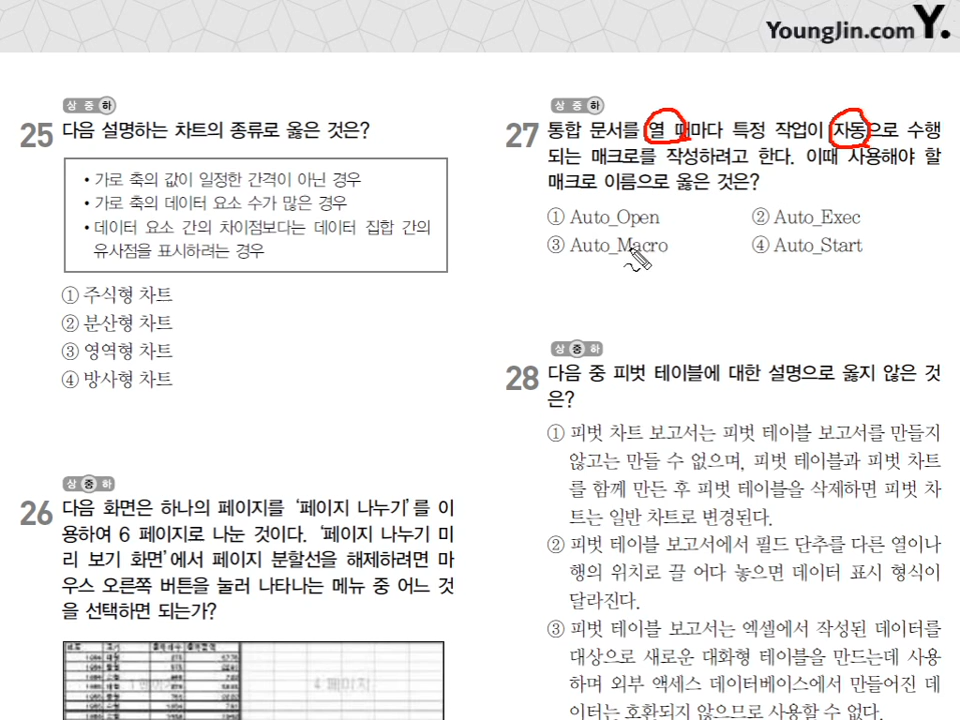 YoungJin.com Y.
상 중 하
25 다음 설명하는 차트의 종류로 옳은 것은?
• 가로 축의 값이 일정한 간격이 아닌 경우
• 가로 축의 데이터 요소 수가 많은 경우
• 데이터 요소 간의 차이점보다는 데이터 집합 간의
유사점을 표시하려는 경우
① 주식형 차트
② 분산형 차트
③ 영역형 차트
④ 방사형 차트
상 중 하
26 다음 화면은 하나의 페이지를 ‘페이지 나누기’를 이
용하여 6 페이지로 나눈 것이다. ‘페이지 나누기 미
리 보기 화면’에서 페이지 분할선을 해제하려면 마
우스 오른쪽 버튼을 눌러 나타나는 메뉴 중 어느 것
을 선택하면 되는가?
4 페이지
상 중 하
27 통합 문서를 열 때마다 특정 작업이 자동으로 수행
되는 매크로를 작성하려고 한다. 이때 사용해야 할
매크로 이름으로 옳은 것은?
① Auto_Open ② Auto_Exec
③ Auto_Macro ④ Auto_Start
상 중 하
28 다음 중 피벗 테이블에 대한 설명으로 옳지 않은 것
은?
① 피벗 차트 보고서는 피벗 테이블 보고서를 만들지
않고는 만들 수 없으며, 피벗 테이블과 피벗 차트
를 함께 만든 후 피벗 테이블을 삭제하면 피벗 차
트는 일반 차트로 변경된다.
② 피벗 테이블 보고서에서 필드 단추를 다른 열이나
행의 위치로 끌 어다 놓으면 데이터 표시 형식이
달라진다.
③ 피벗 테이블 보고서는 엑셀에서 작성된 데이터를
대상으로 새로운 대화형 테이블을 만드는데 사용
하며 외부 액세스 데이터베이스에서 만들어진 데
이터는 호환되지 않으므로 사용할 수 없다.